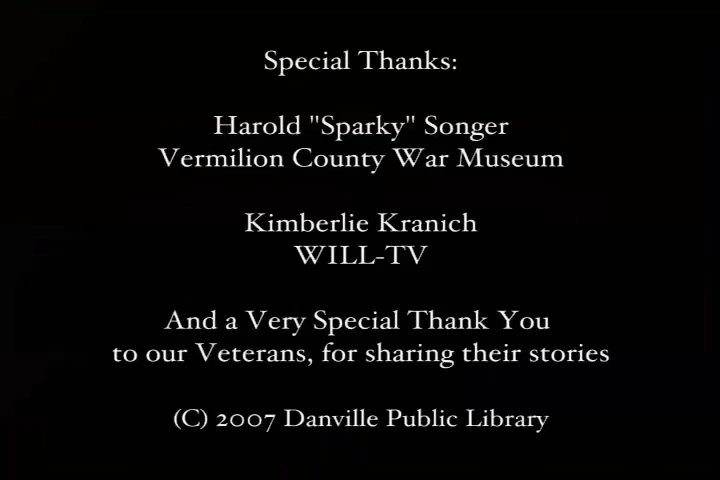 Special Thanks:
Harold "Sparky" Songer
Vermilion County War Museum
Kimberlie Kranich
WILL-TV
And a Very Special Thank You
to our Veterans, for sharing their stories
(C) 2007 Danville Public Library